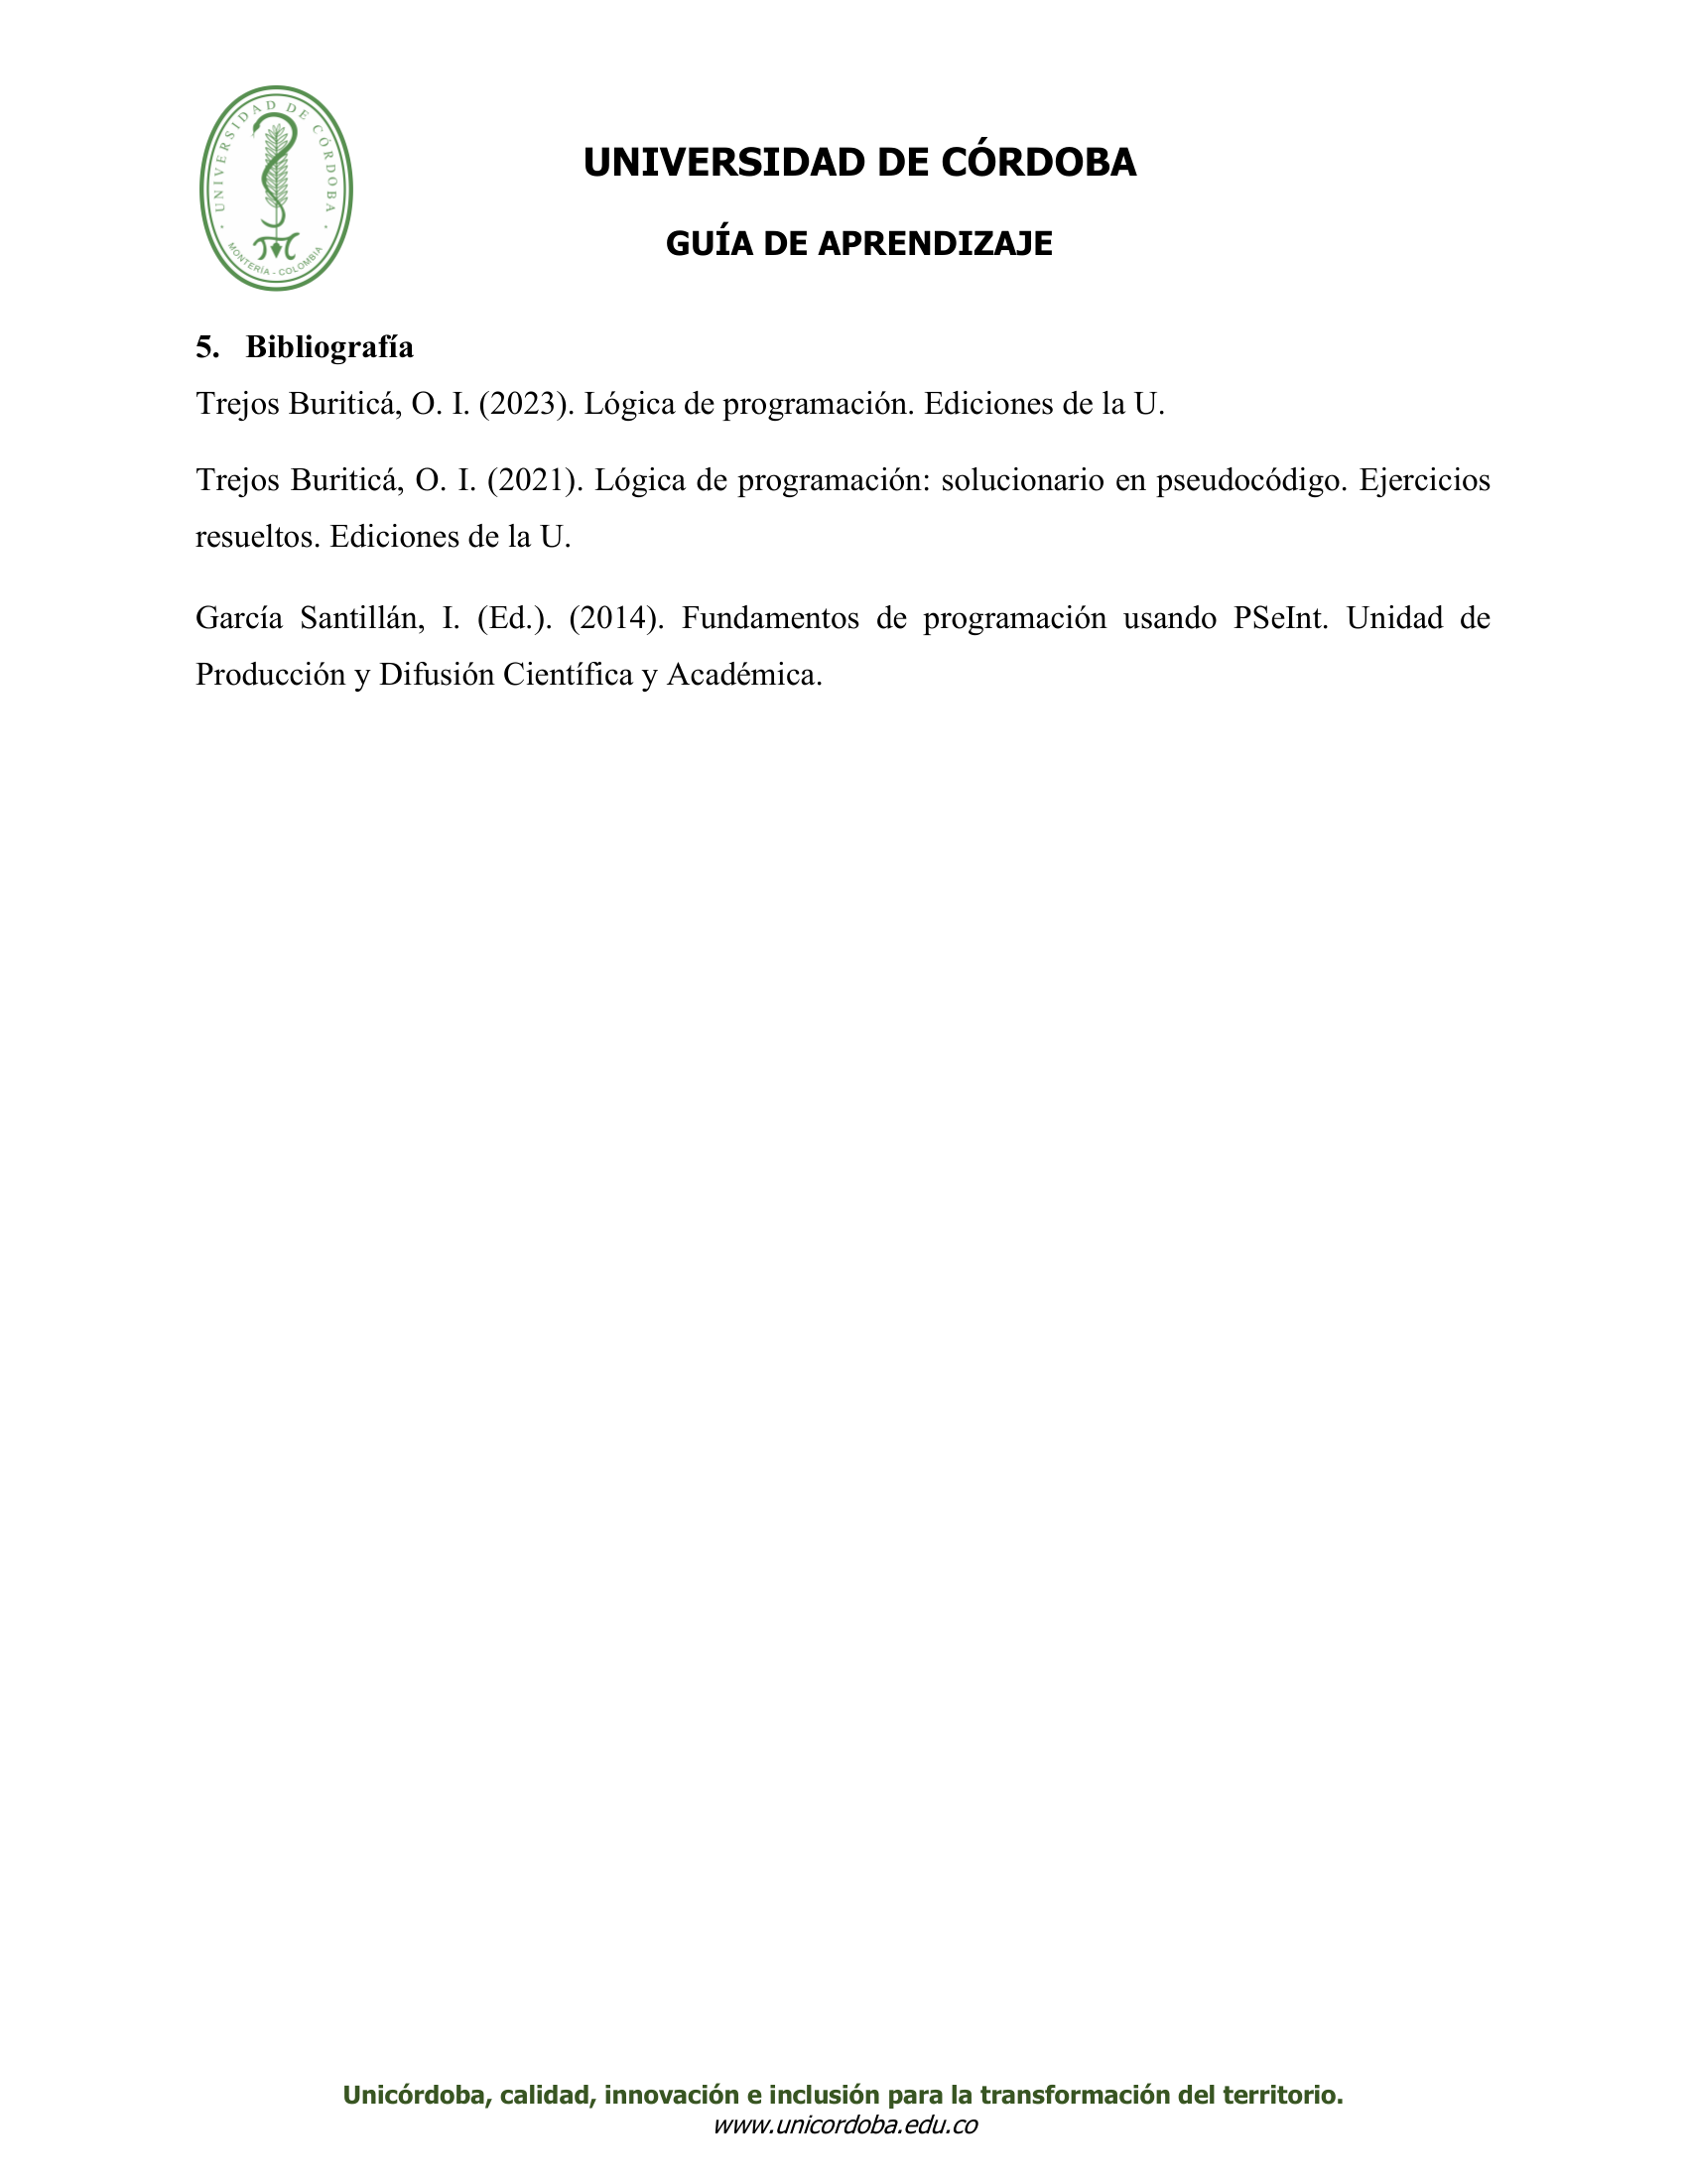 UNIVERSIDAD DE CÓRDOBA
MONTERÍA - COLOMBIA
UNIVERSIDAD DE CÓRDOBA
GUÍA DE APRENDIZAJE
5. Bibliografía
Trejos Buriticá, O. I. (2023). Lógica de programación. Ediciones de la U.
Trejos Buriticá, O. I. (2021). Lógica de programación: solucionario en pseudocódigo. Ejercicios
resueltos. Ediciones de la U.
García Santillán, I. (Ed.). (2014). Fundamentos de programación usando PSeInt. Unidad de
Producción y Difusión Científica y Académica.
Unicórdoba, calidad, innovación e inclusión para la transformación del territorio.
www.unicordoba.edu.co